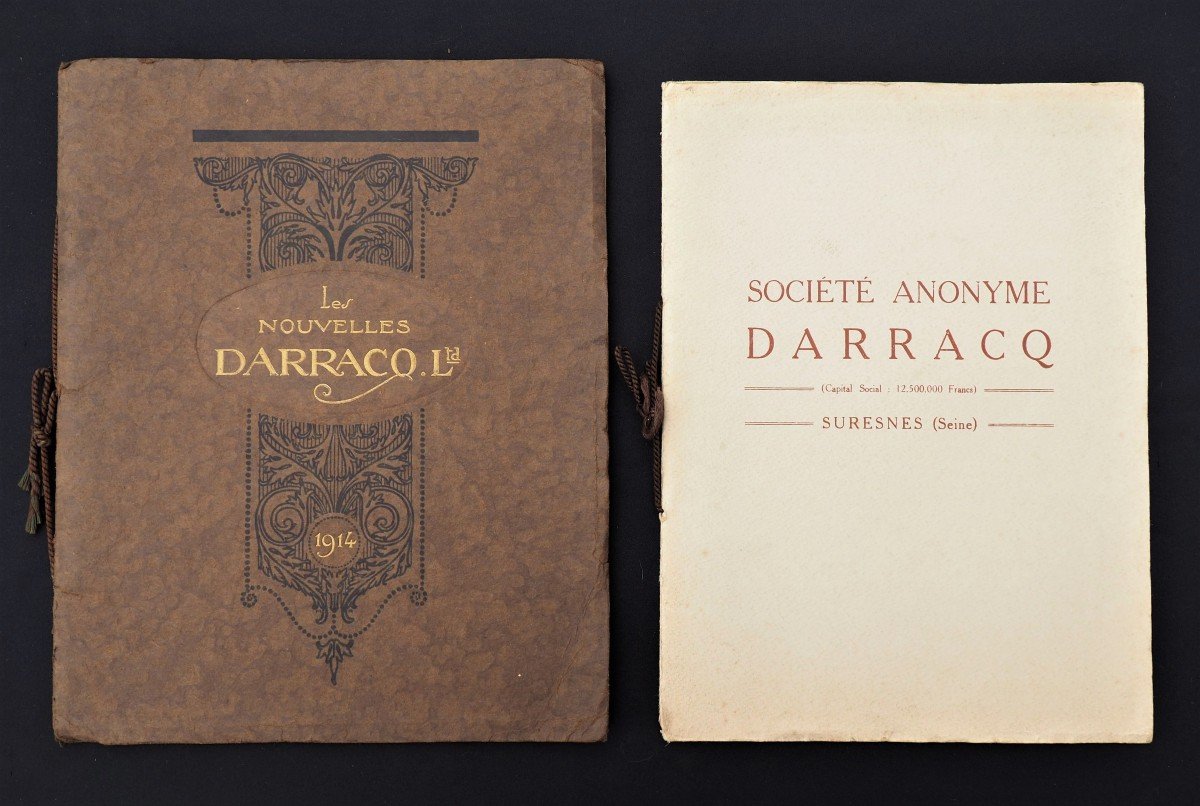 Les
NOUVELLES
DARRACQ. Ltd
1914
SOCIÉTÉ ANONYME
DARRACQ
(Capital Social : 12.500,000 Francs)
SURESNES (Seine)